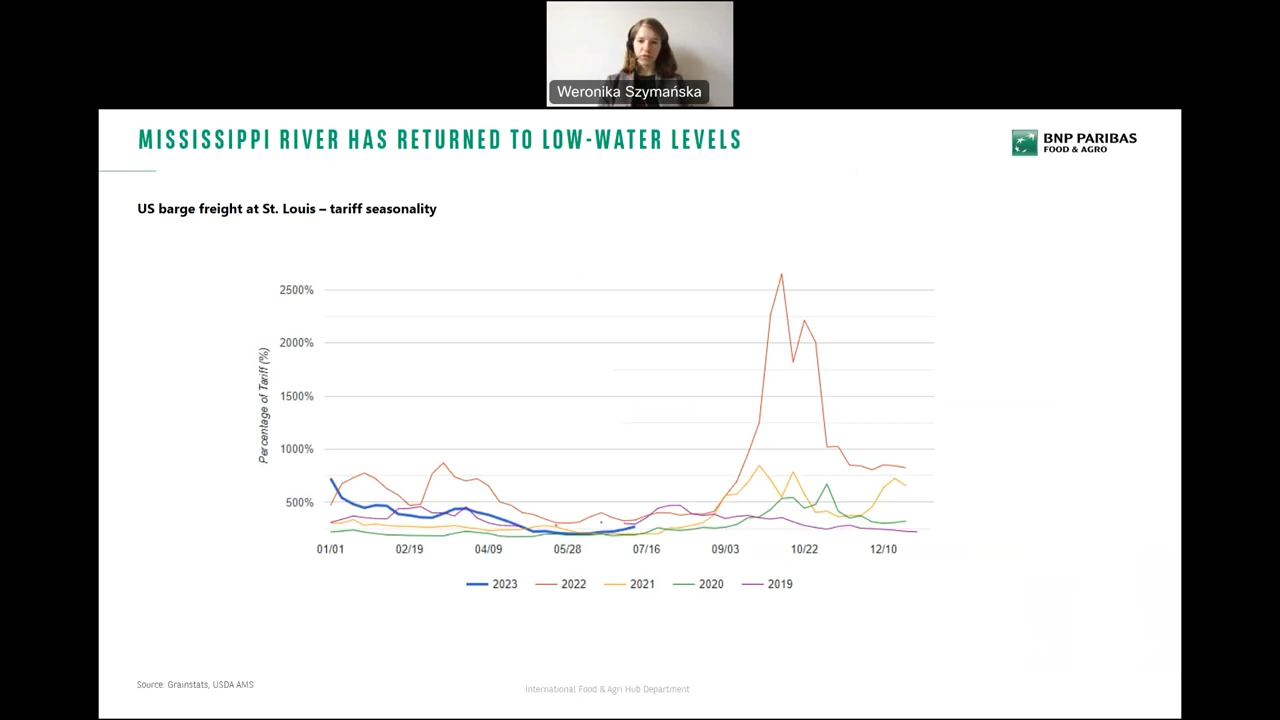 Weronika Szymańska
MISSISSIPPI RIVER HAS RETURNED TO LOW-WATER LEVELS
BNP PARIBAS
FOOD & AGRO
US barge freight at St. Louis – tariff seasonality
Percentage of Tariff (%)
2500%
2000%
1500%
1000%
500%
01/01 02/19 04/09 05/28 07/16 09/03 10/22 12/10
2023 2022 2021 2020 2019
Source: Grainstats, USDA AMS
International Food & Agri Hub Department